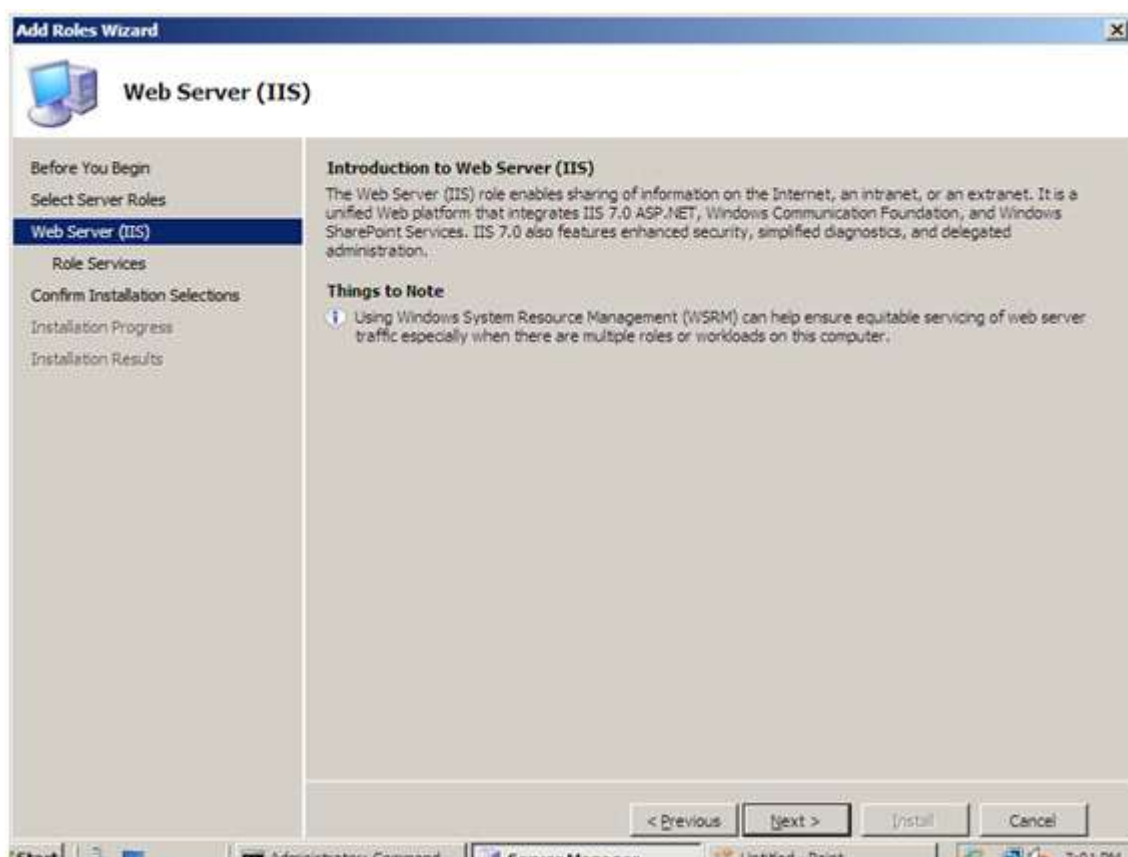 Add Roles Wizard
Web Server (IIS)
Before You Begin
Select Server Roles
Web Server (IIS)
Role Services
Confirm Installation Selections
Installation Progress
Installation Results
Introduction to Web Server (IIS)
The Web Server (IIS) role enables sharing of information on the Internet, an intranet, or an extranet. It is a
unified Web platform that integrates IIS 7.0 ASP.NET, Windows Communication Foundation, and Windows
SharePoint Services. IIS 7.0 also features enhanced security, simplified diagnostics, and delegated
administration.
Things to Note
Using Windows System Resource Management (WSRM) can help ensure equitable servicing of web server
traffic especially when there are multiple roles or workloads on this computer.
< Previous
Next >
Install
Cancel
Start
Administrator: Command
Server Manager
Untitled - Paint
7:01 PM